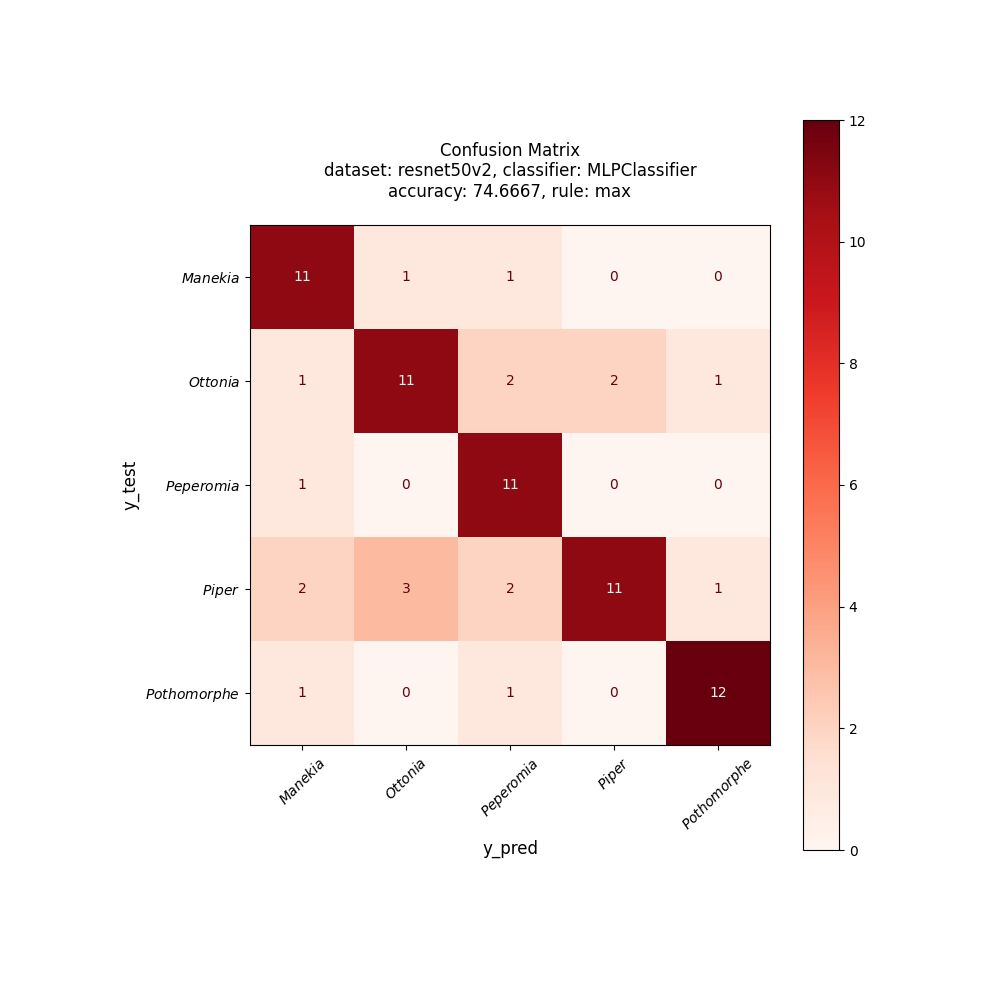 Confusion Matrix
dataset: resnet50v2, classifier: MLPClassifier
accuracy: 74.6667, rule: max
12
10
8
6
4
2
0
y_test
Manekia 11 1 1 0 0
Ottonia 1 11 2 2 1
Peperomia 1 0 11 0 0
Piper 2 3 2 11 1
Pothomorphe 1 0 1 0 12
Manekia Ottonia Peperomia Piper Pothomorphe
y_pred